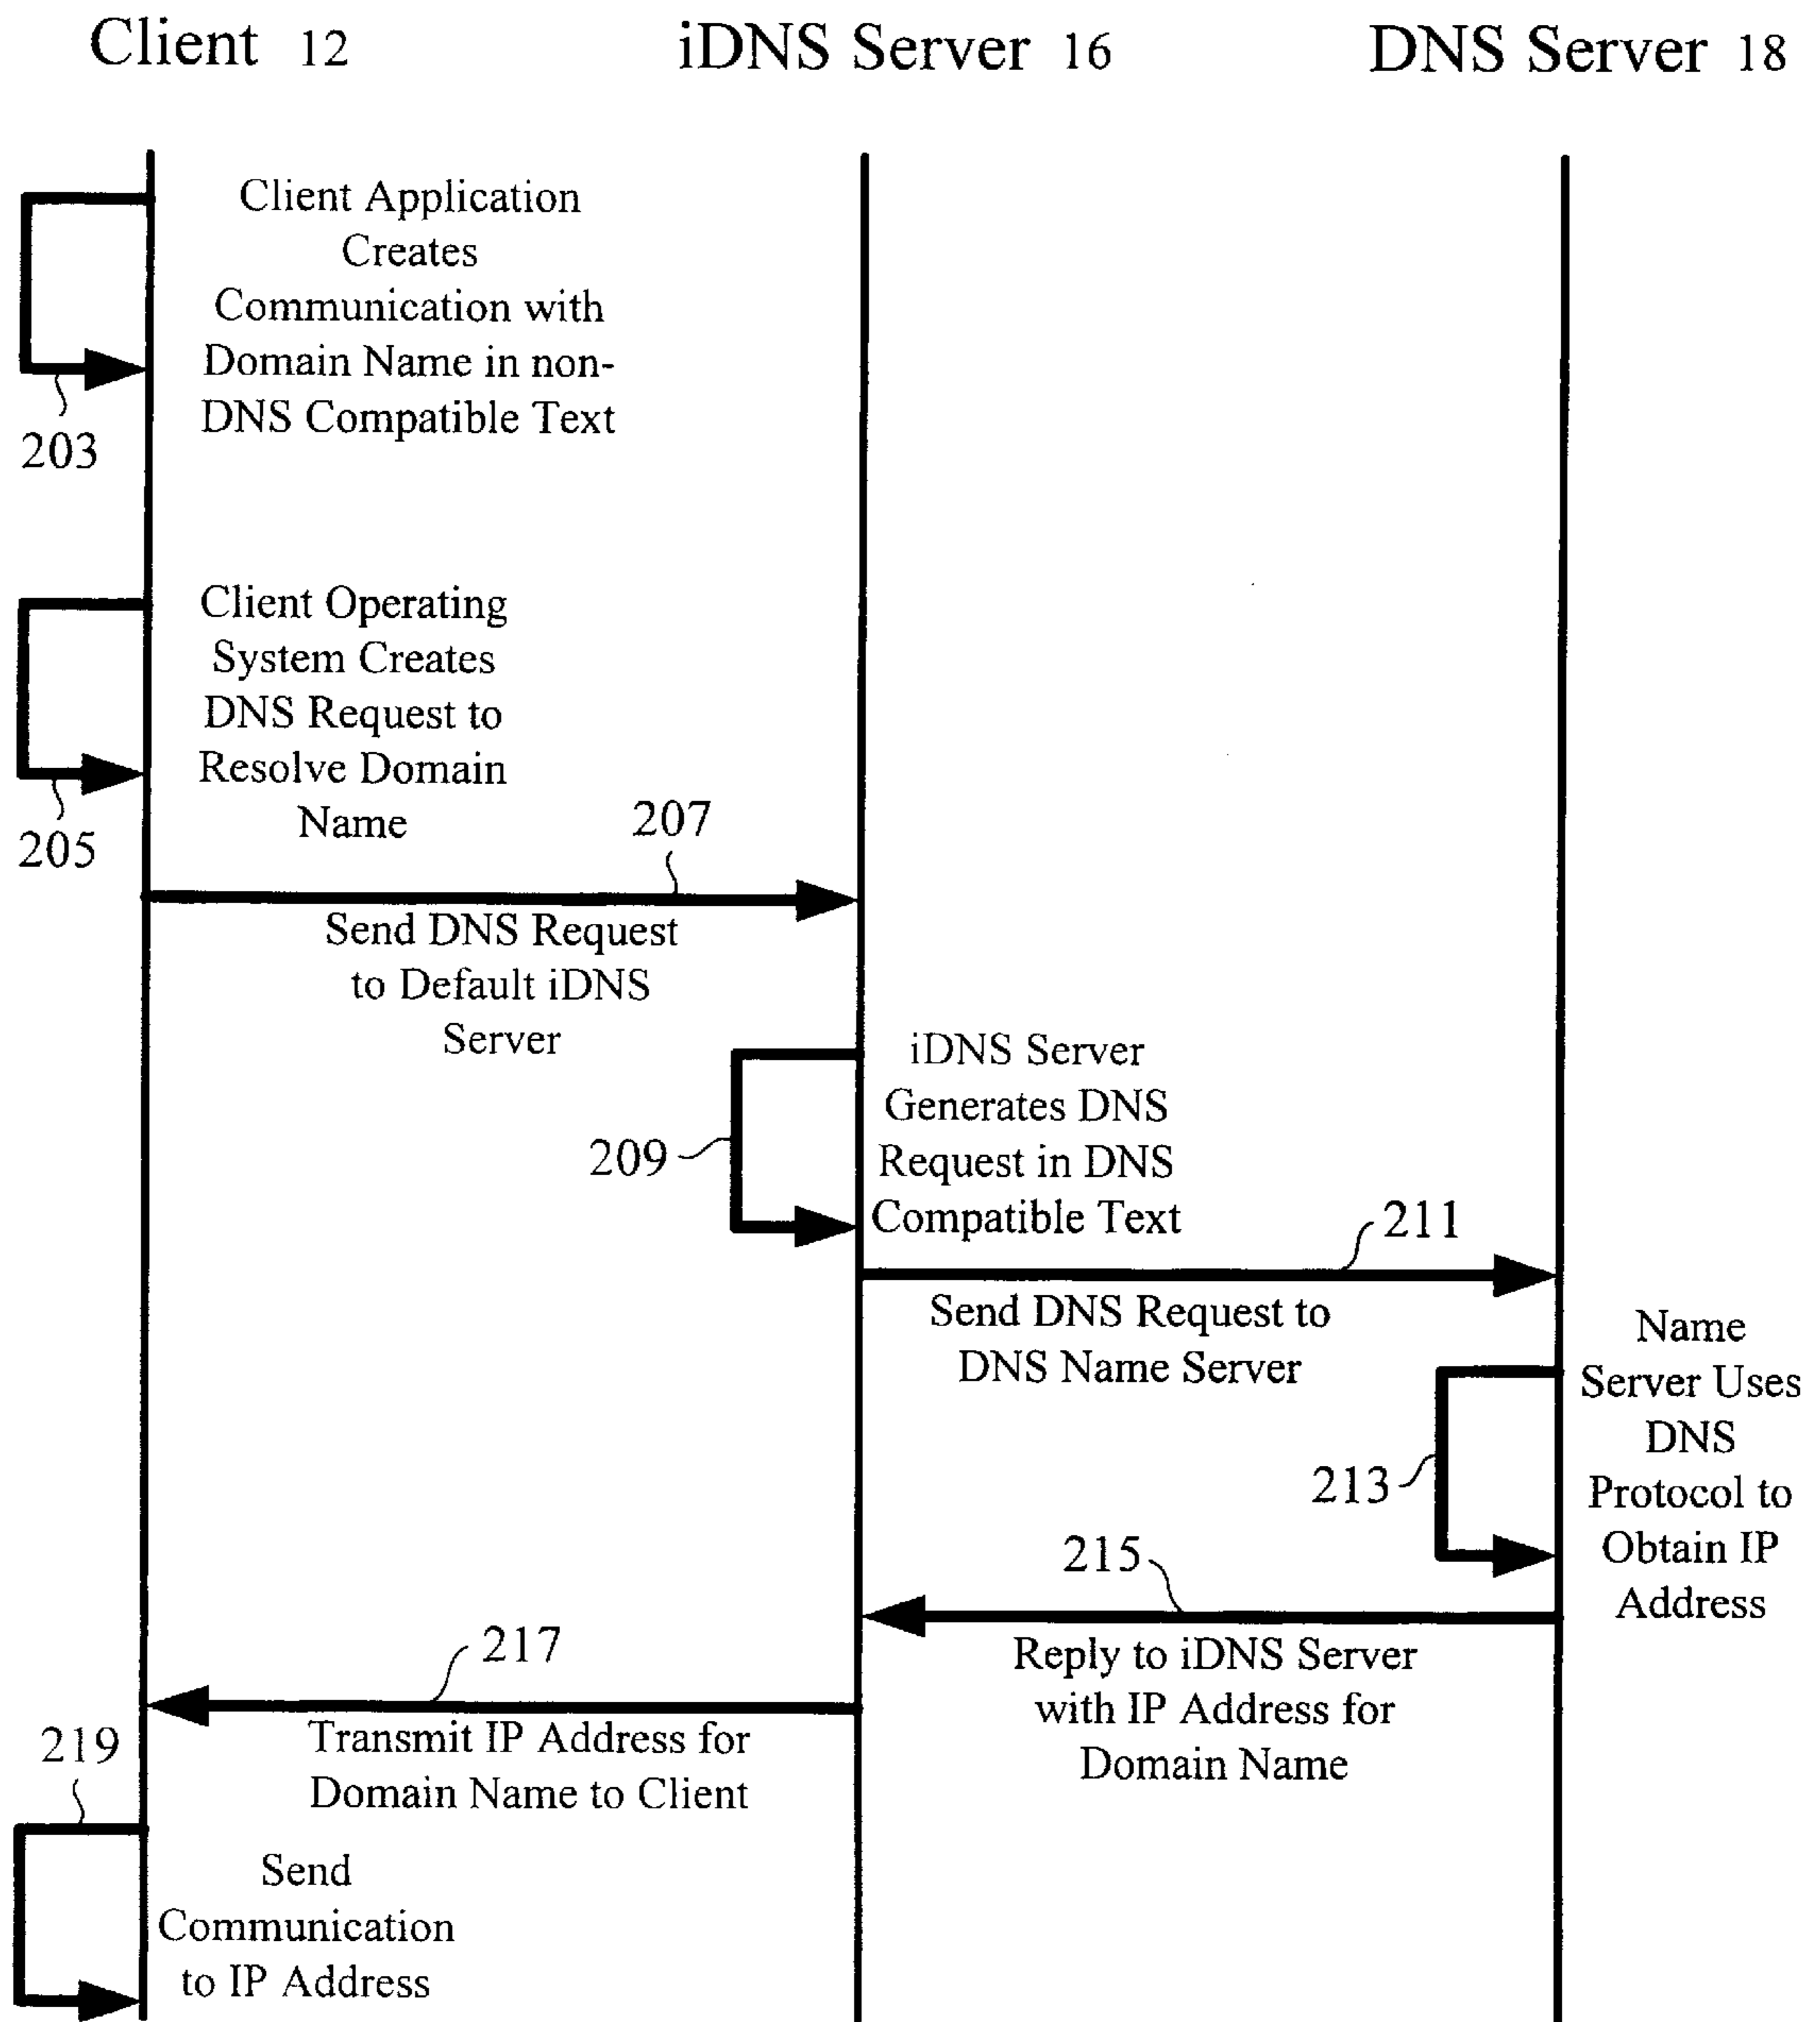 Client 12
iDNS Server 16
DNS Server 18
Client Application
Creates
Communication with
Domain Name in non-
DNS Compatible Text
203
Client Operating
System Creates
DNS Request to
Resolve Domain
Name
205
207
Send DNS Request
to Default iDNS
Server
iDNS Server
Generates DNS
Request in DNS
Compatible Text
209
211
Send DNS Request to
DNS Name Server
Name
Server Uses
DNS
Protocol to
Obtain IP
Address
213
215
Reply to iDNS Server
with IP Address for
Domain Name
217
Transmit IP Address for
Domain Name to Client
219
Send
Communication
to IP Address